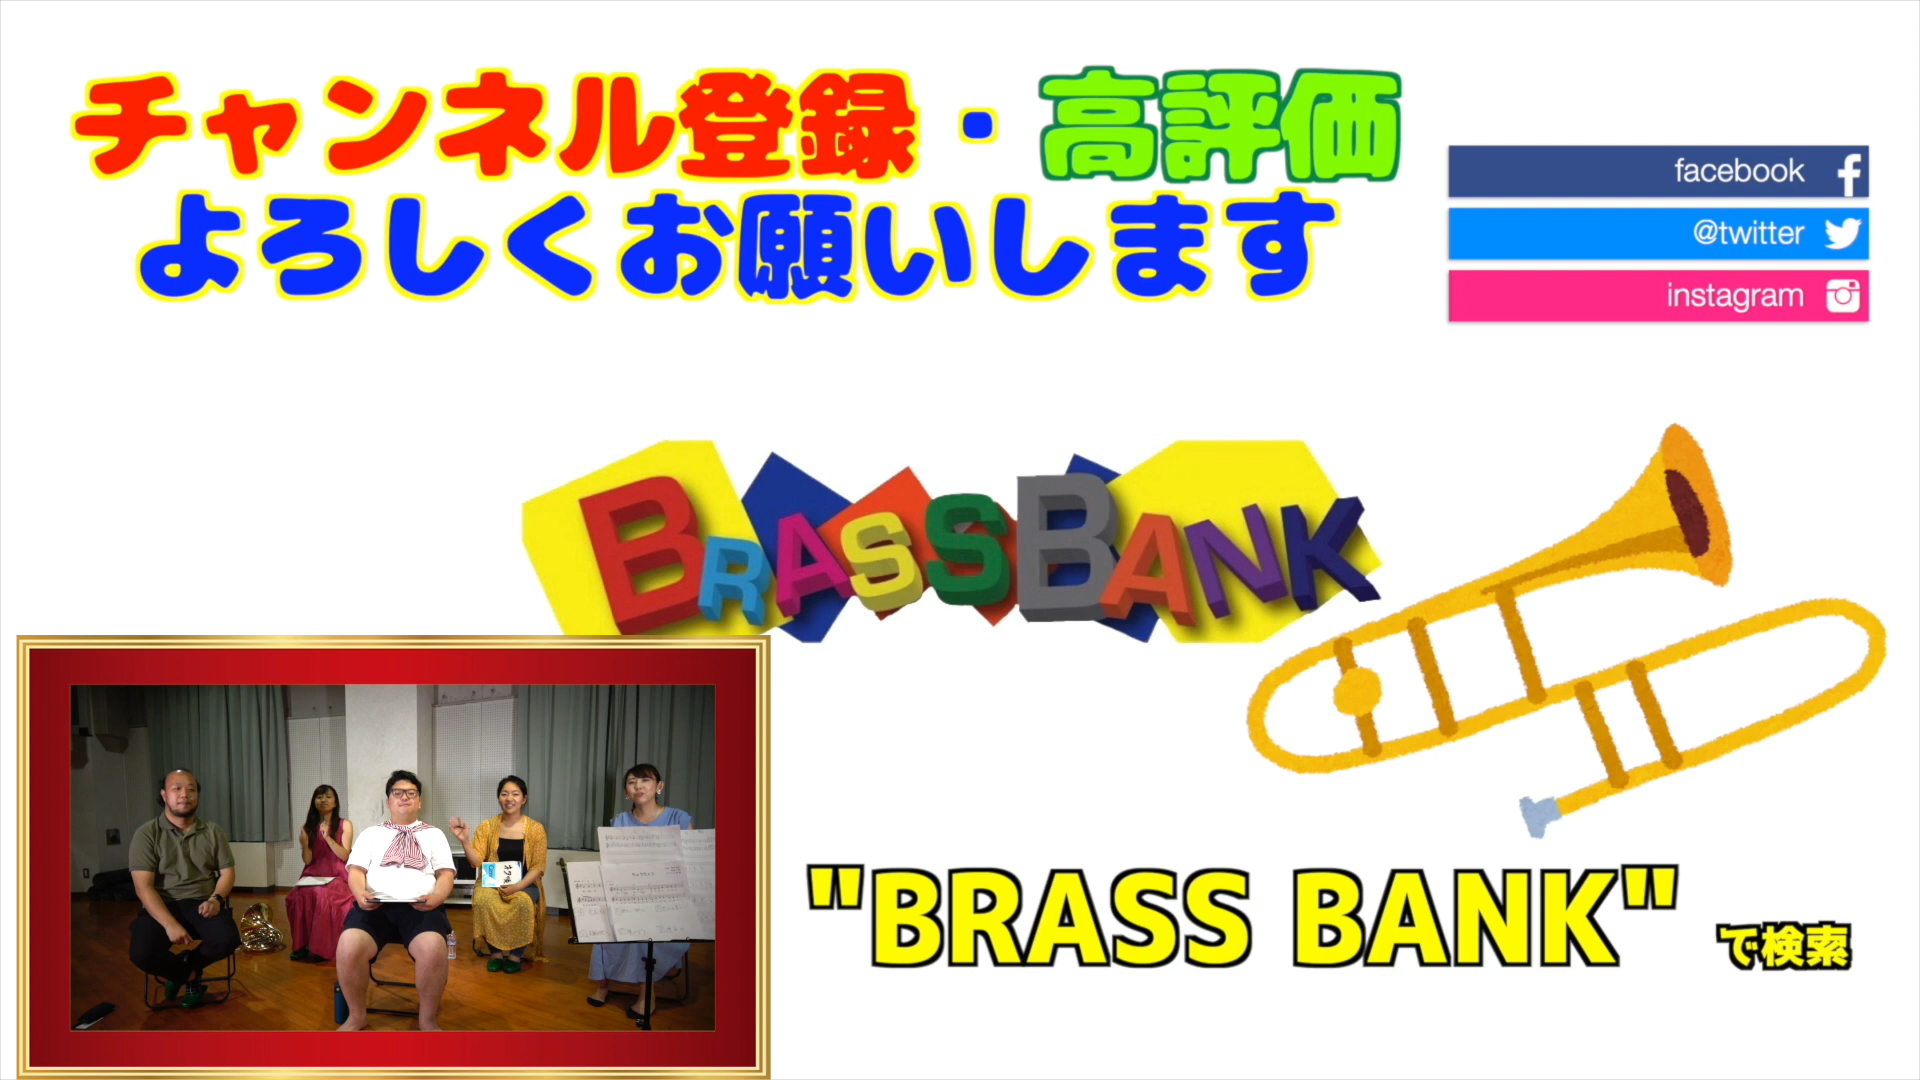 チャンネル登録・高評価
よろしくお願いします
facebook
@twitter
instagram
BRASSBANK
"BRASS BANK" で検索